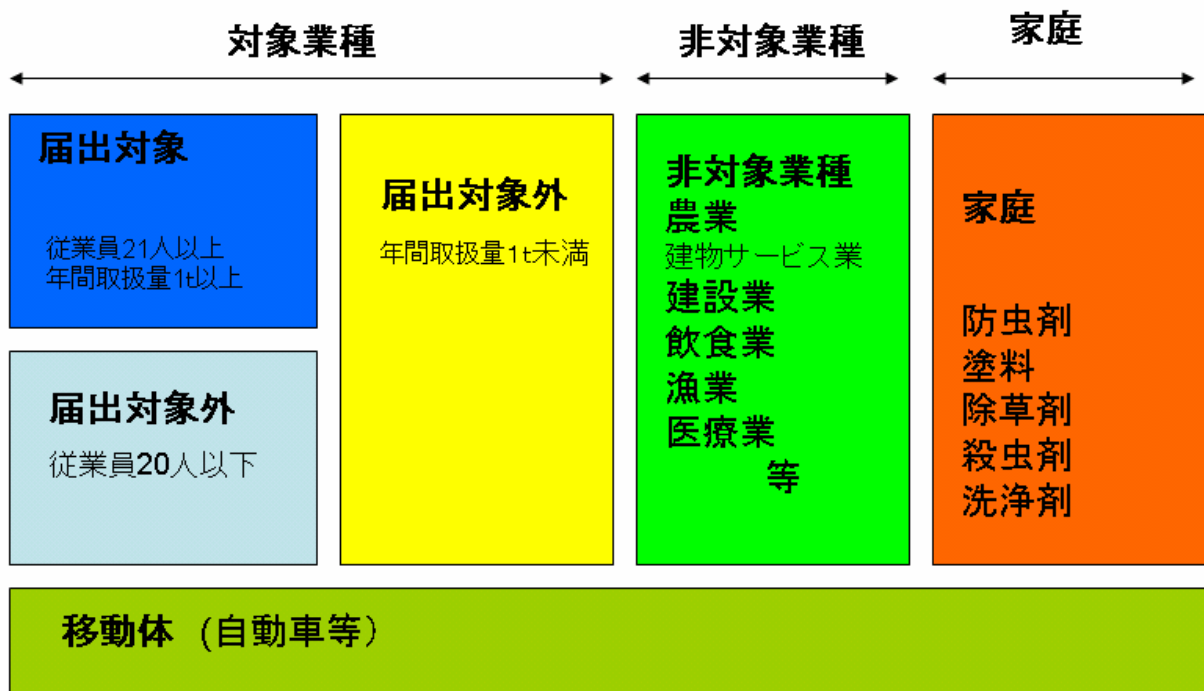 対象業種
非対象業種
家庭
届出対象
従業員21人以上
年間取扱量1t以上
届出対象外
従業員20人以下
届出対象外
年間取扱量1t未満
非対象業種
農業
建物サービス業
建設業
飲食業
漁業
医療業
等
家庭
防虫剤
塗料
除草剤
殺虫剤
洗浄剤
移動体 (自動車等）